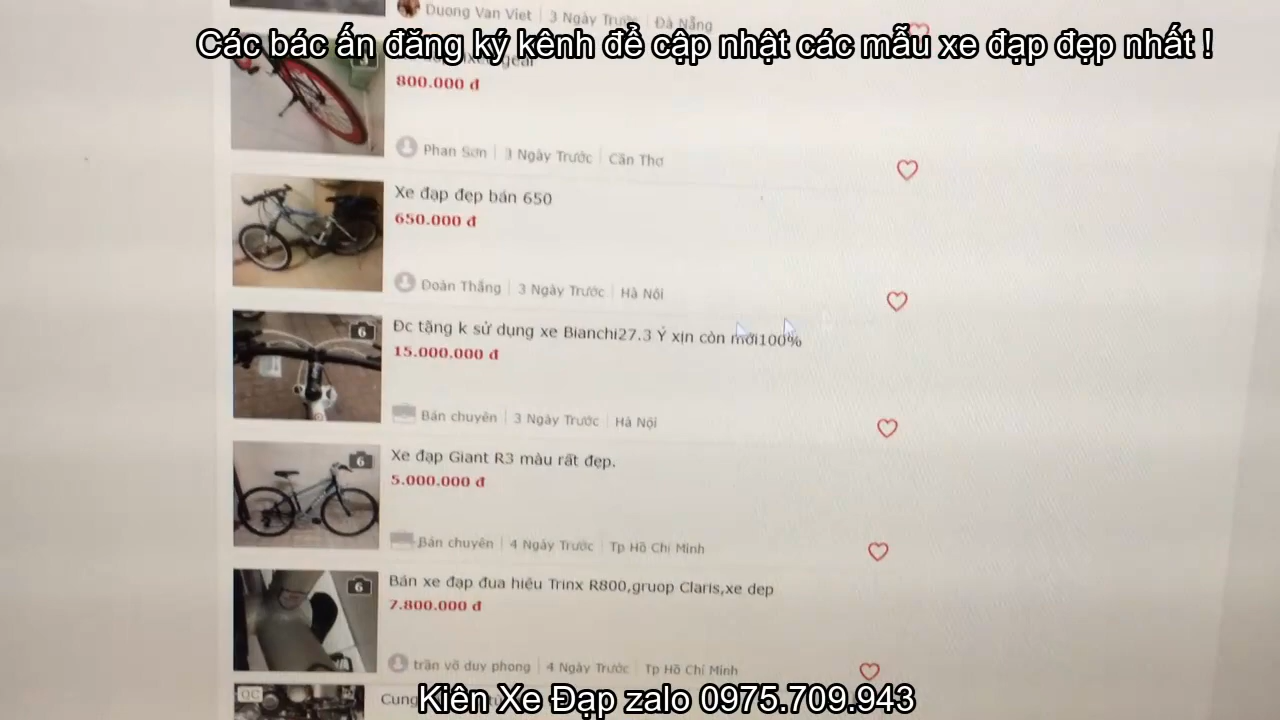 Duong Van Viet | 3 Ngày Trước | Đà Nẵng
Các bác ấn đăng ký kênh để cập nhật các mẫu xe đạp đẹp nhất !
gear
800.000 đ
Phan Sơn | 3 Ngày Trước | Cần Thơ
Xe đạp đẹp bán 650
650.000 đ
Đoàn Thắng | 3 Ngày Trước | Hà Nội
6
Đc tặng k sử dụng xe Bianchi27.3 Ý xịn còn mới100%
15.000.000 đ
Bán chuyên | 3 Ngày Trước | Hà Nội
6
Xe đạp Giant R3 màu rất đẹp.
5.000.000 đ
Bán chuyên | 4 Ngày Trước | Tp Hồ Chí Minh
6
Bán xe đạp đua hiêu Trinx R800,gruop Claris,xe dep
7.800.000 đ
trần võ duy phong | 4 Ngày Trước | Tp Hồ Chí Minh
QC
Cung
Kiên Xe Đạp zalo 0975.709.943